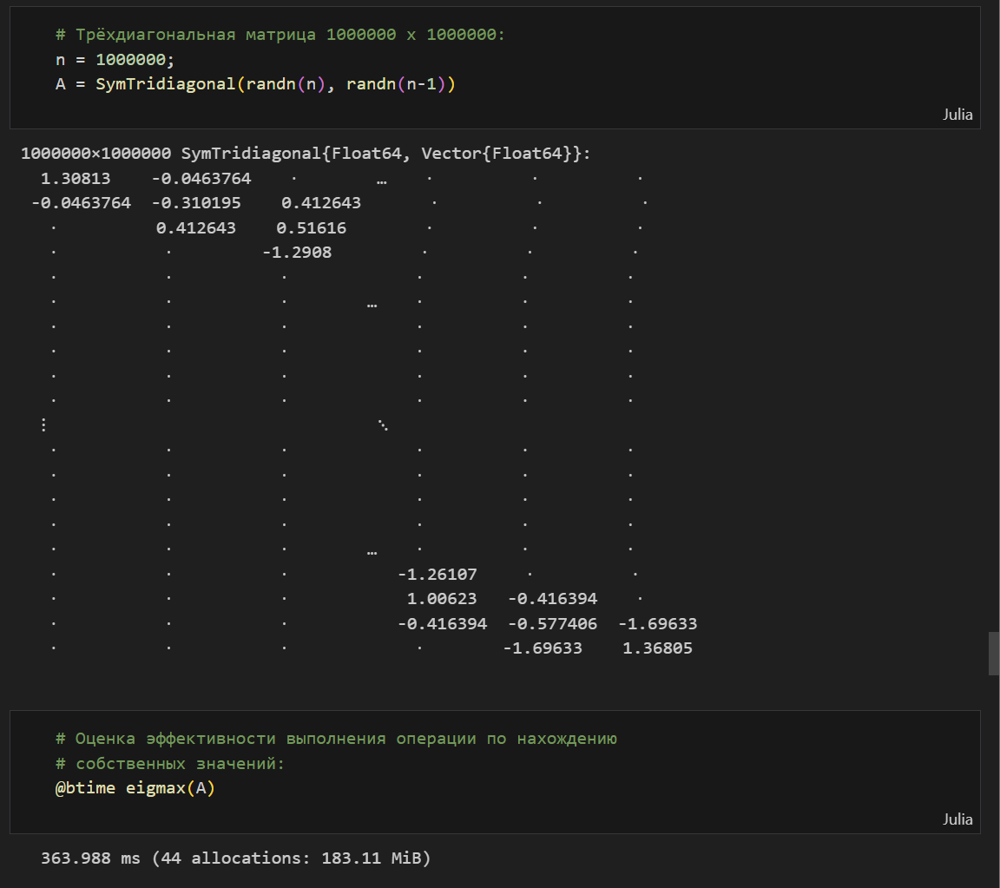 # Трёхдиагональная матрица 1000000 x 1000000:
n = 1000000;
A = SymTridiagonal(randn(n), randn(n-1))
Julia
1000000×1000000 SymTridiagonal{Float64, Vector{Float64}}:
1.30813 -0.0463764 ⋅ … ⋅ ⋅ ⋅
-0.0463764 -0.310195 0.412643 ⋅ ⋅ ⋅
⋅ 0.412643 0.51616 ⋅ ⋅ ⋅
⋅ ⋅ -1.2908 ⋅ ⋅ ⋅
⋅ ⋅ ⋅ ⋅ ⋅ ⋅
⋅ ⋅ ⋅ … ⋅ ⋅ ⋅
⋅ ⋅ ⋅ ⋅ ⋅ ⋅
⋅ ⋅ ⋅ ⋅ ⋅ ⋅
⋅ ⋅ ⋅ ⋅ ⋅ ⋅
⋅ ⋅ ⋅ ⋅ ⋅ ⋅
⋮ ⋱
⋅ ⋅ ⋅ ⋅ ⋅ ⋅
⋅ ⋅ ⋅ ⋅ ⋅ ⋅
⋅ ⋅ ⋅ ⋅ ⋅ ⋅
⋅ ⋅ ⋅ ⋅ ⋅ ⋅
⋅ ⋅ ⋅ … ⋅ ⋅ ⋅
⋅ ⋅ ⋅ -1.26107 ⋅ ⋅
⋅ ⋅ ⋅ 1.00623 -0.416394 ⋅
⋅ ⋅ ⋅ -0.416394 -0.577406 -1.69633
⋅ ⋅ ⋅ ⋅ -1.69633 1.36805
# Оценка эффективности выполнения операции по нахождению
# собственных значений:
@btime eigmax(A)
Julia
363.988 ms (44 allocations: 183.11 MiB)